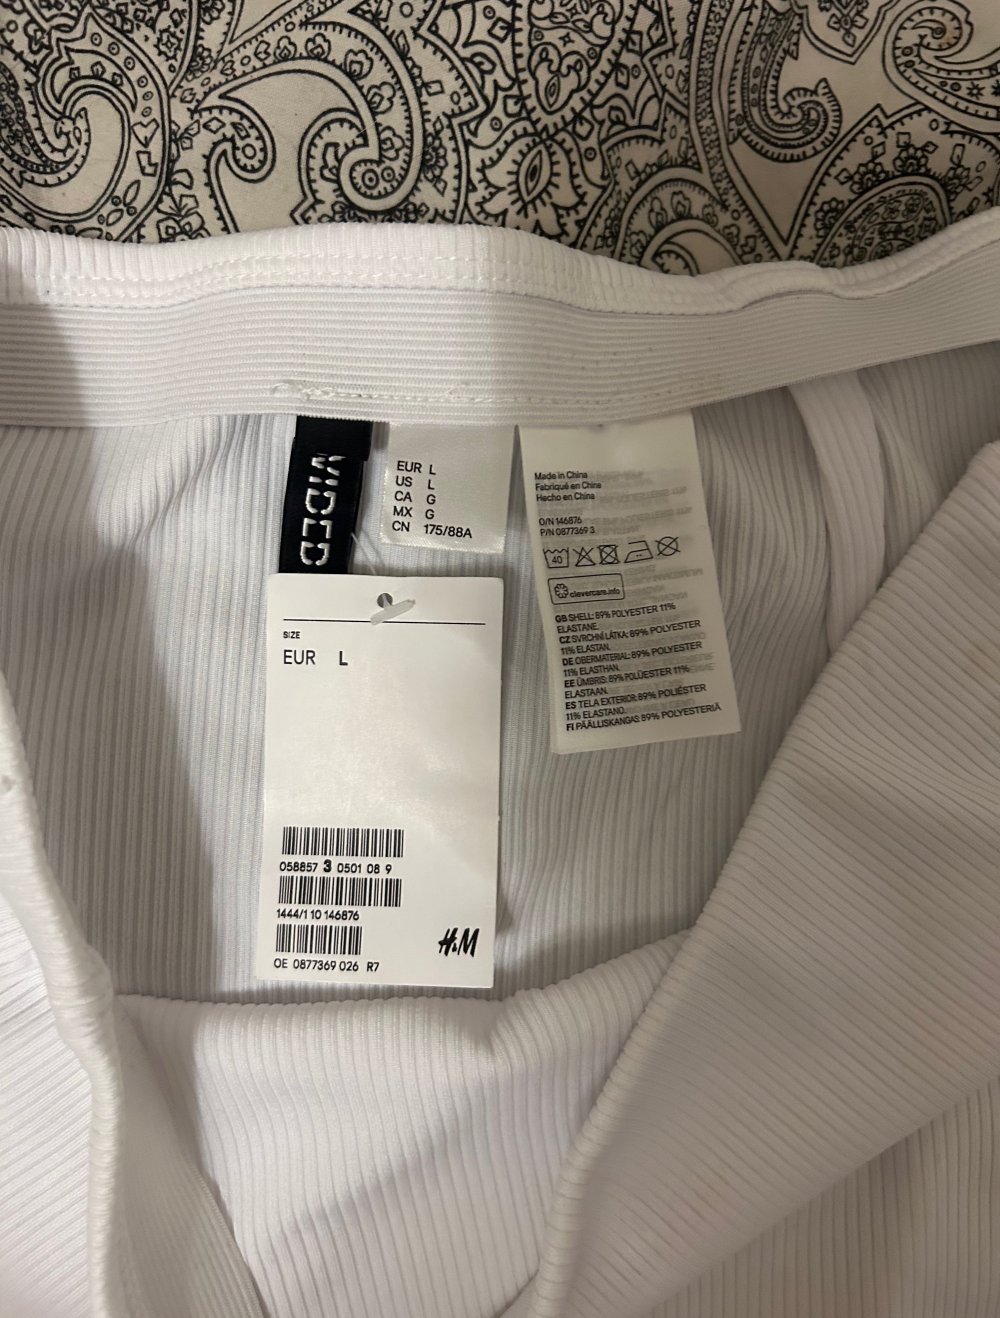 DIVIDED
EUR L
US L
CA G
MX G
CN 175/88A
Made in China
Fabriqué en Chine
Hecho en China
O/N 146876
P/N 0877369 3
40
clevercare.info
GB SHELL: 89% POLYESTER 11%
ELASTANE.
CZ SVRCHNÍ LÁTKA: 89% POLYESTER
11% ELASTAN.
DE OBERMATERIAL: 89% POLYESTER
11% ELASTHAN.
EE ÜMBRIS: 89% POLÜESTER 11%
ELASTAAN.
ES TELA EXTERIOR: 89% POLIÉSTER
11% ELASTANO.
FI PÄÄLLISKANGAS: 89% POLYESTERIÄ
SIZE
EUR L
058857 3 0501 08 9
1444/1 10 146876
OE 0877369 026 R7
H&M